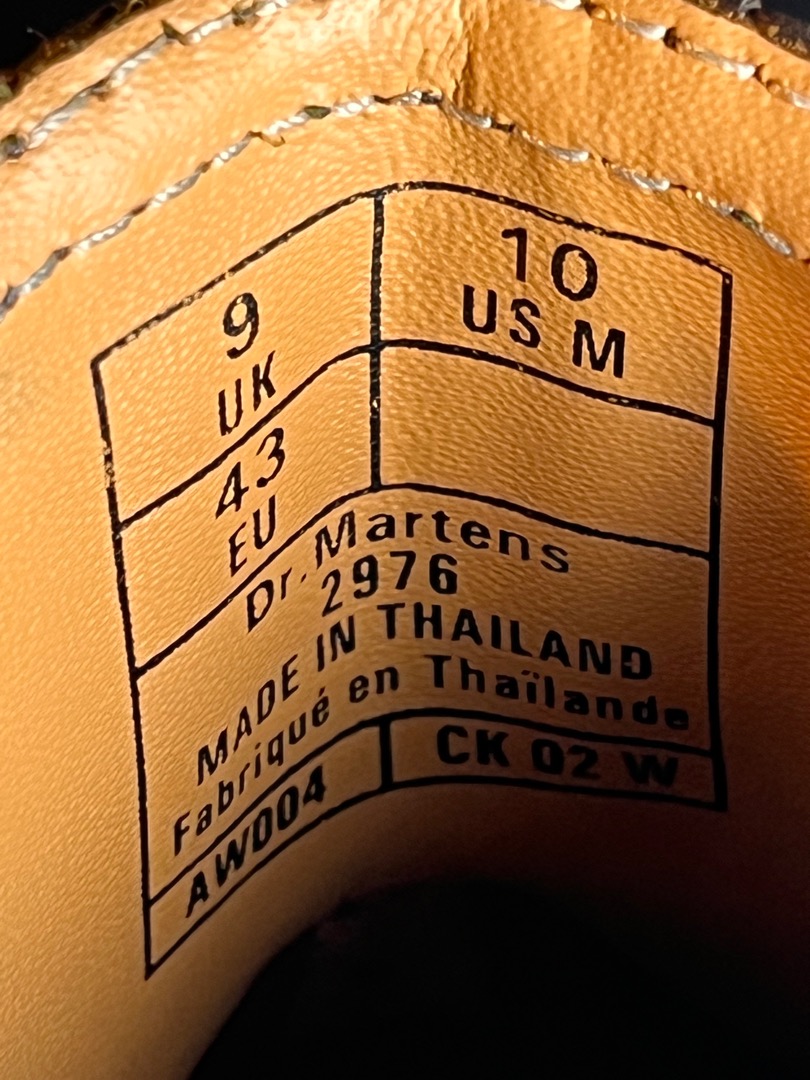 9
UK
10
US M
43
EU
Dr. Martens
2976
MADE IN THAILAND
Fabriqué en Thaïlande
AW004
CK 02 W